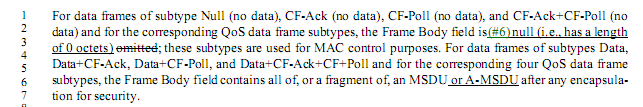 1 For data frames of subtype Null (no data), CF-Ack (no data), CF-Poll (no data), and CF-Ack+CF-Poll (no
2 data) and for the corresponding QoS data frame subtypes, the Frame Body field is(#6)null (i.e., has a length
3 of 0 octets) omitted; these subtypes are used for MAC control purposes. For data frames of subtypes Data,
4 Data+CF-Ack, Data+CF-Poll, and Data+CF-Ack+CF+Poll and for the corresponding four QoS data frame
5 subtypes, the Frame Body field contains all of, or a fragment of, an MSDU or A-MSDU after any encapsula-
6 tion for security.
7